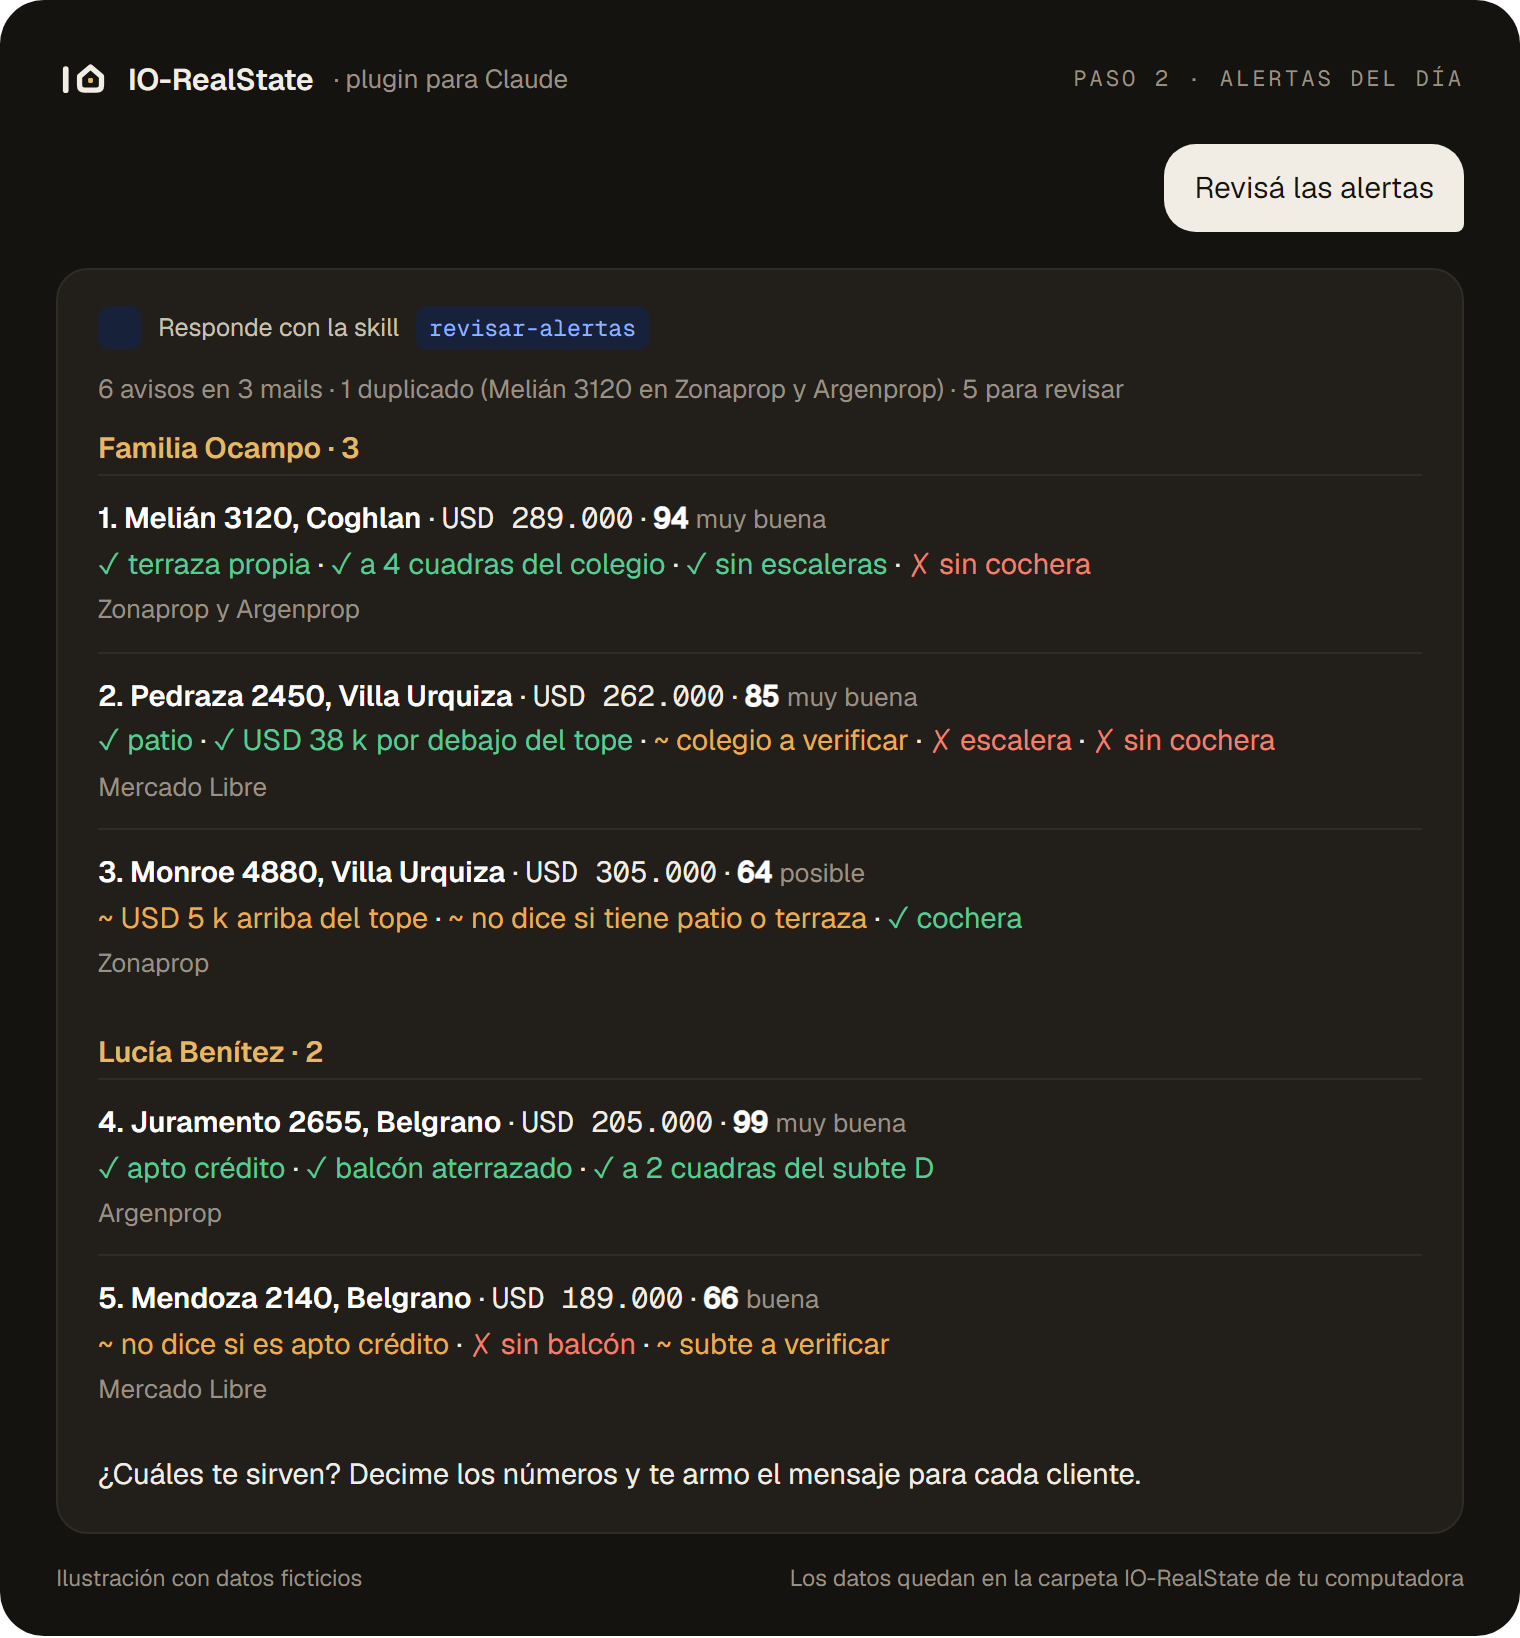 IO-RealState · plugin para Claude
PASO 2 · ALERTAS DEL DÍA
Revisá las alertas
Responde con la skill revisar-alertas
6 avisos en 3 mails · 1 duplicado (Melián 3120 en Zonaprop y Argenprop) · 5 para revisar
Familia Ocampo · 3
1. Melián 3120, Coghlan · USD 289.000 · 94 muy buena
✓ terraza propia · ✓ a 4 cuadras del colegio · ✓ sin escaleras · ✗ sin cochera
Zonaprop y Argenprop
2. Pedraza 2450, Villa Urquiza · USD 262.000 · 85 muy buena
✓ patio · ✓ USD 38 k por debajo del tope · ~ colegio a verificar · ✗ escalera · ✗ sin cochera
Mercado Libre
3. Monroe 4880, Villa Urquiza · USD 305.000 · 64 posible
~ USD 5 k arriba del tope · ~ no dice si tiene patio o terraza · ✓ cochera
Zonaprop
Lucía Benítez · 2
4. Juramento 2655, Belgrano · USD 205.000 · 99 muy buena
✓ apto crédito · ✓ balcón aterrazado · ✓ a 2 cuadras del subte D
Argenprop
5. Mendoza 2140, Belgrano · USD 189.000 · 66 buena
~ no dice si es apto crédito · ✗ sin balcón · ~ subte a verificar
Mercado Libre
¿Cuáles te sirven? Decime los números y te armo el mensaje para cada cliente.
Ilustración con datos ficticios
Los datos quedan en la carpeta IO-RealState de tu computadora